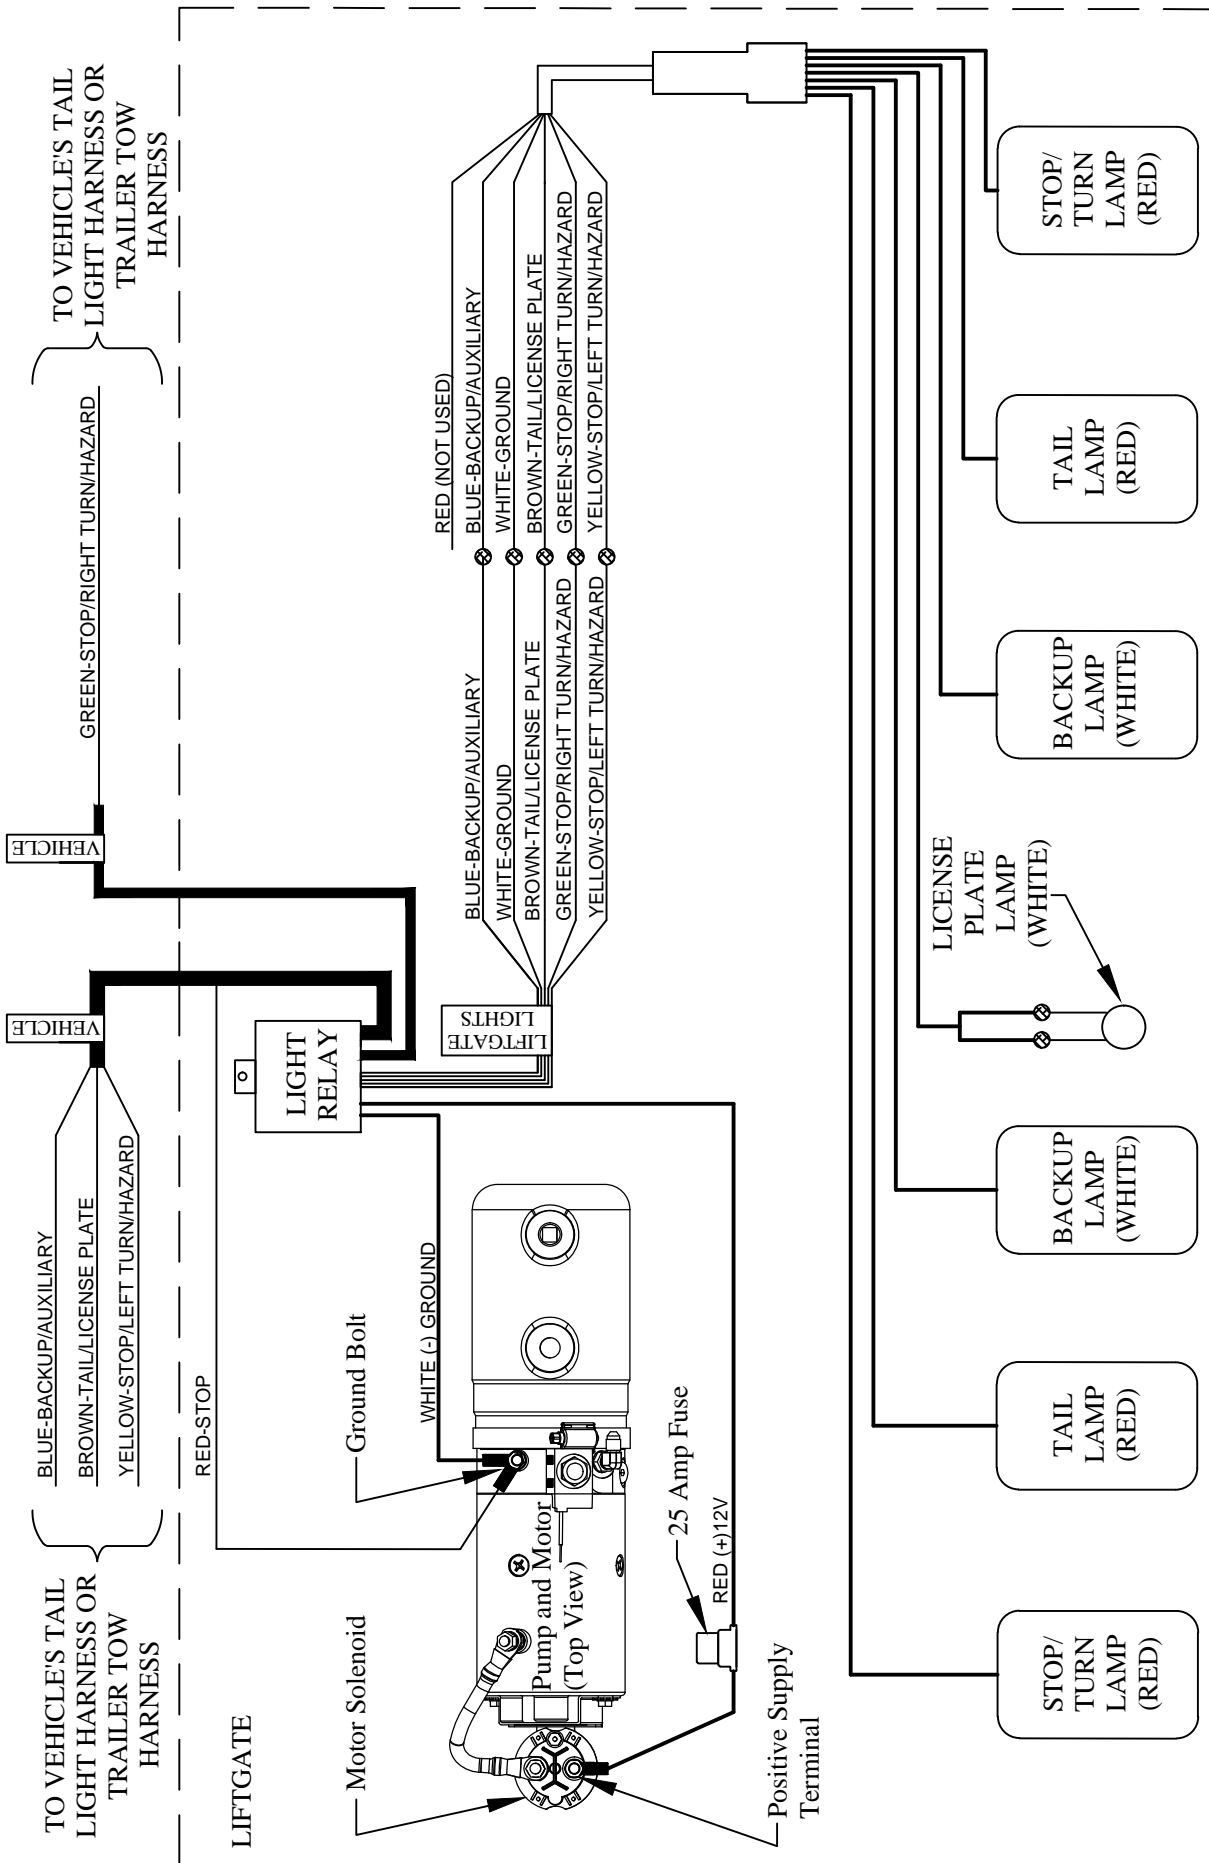 TO VEHICLE'S TAIL
LIGHT HARNESS OR
TRAILER TOW
HARNESS
BLUE-BACKUP/AUXILIARY
BROWN-TAIL/LICENSE PLATE
YELLOW-STOP/LEFT TURN/HAZARD
VEHICLE
VEHICLE
GREEN-STOP/RIGHT TURN/HAZARD
TO VEHICLE'S TAIL
LIGHT HARNESS OR
TRAILER TOW
HARNESS
LIFTGATE
RED-STOP
LIGHT
RELAY
Motor Solenoid
Ground Bolt
WHITE (-) GROUND
LIFTGATE
LIGHTS
BLUE-BACKUP/AUXILIARY
WHITE-GROUND
BROWN-TAIL/LICENSE PLATE
GREEN-STOP/RIGHT TURN/HAZARD
YELLOW-STOP/LEFT TURN/HAZARD
RED (NOT USED)
BLUE-BACKUP/AUXILIARY
WHITE-GROUND
BROWN-TAIL/LICENSE PLATE
GREEN-STOP/RIGHT TURN/HAZARD
YELLOW-STOP/LEFT TURN/HAZARD
Pump and Motor
(Top View)
25 Amp Fuse
RED (+)12V
Positive Supply
Terminal
STOP/
TURN
LAMP
(RED)
TAIL
LAMP
(RED)
BACKUP
LAMP
(WHITE)
LICENSE
PLATE
LAMP
(WHITE)
BACKUP
LAMP
(WHITE)
TAIL
LAMP
(RED)
STOP/
TURN
LAMP
(RED)